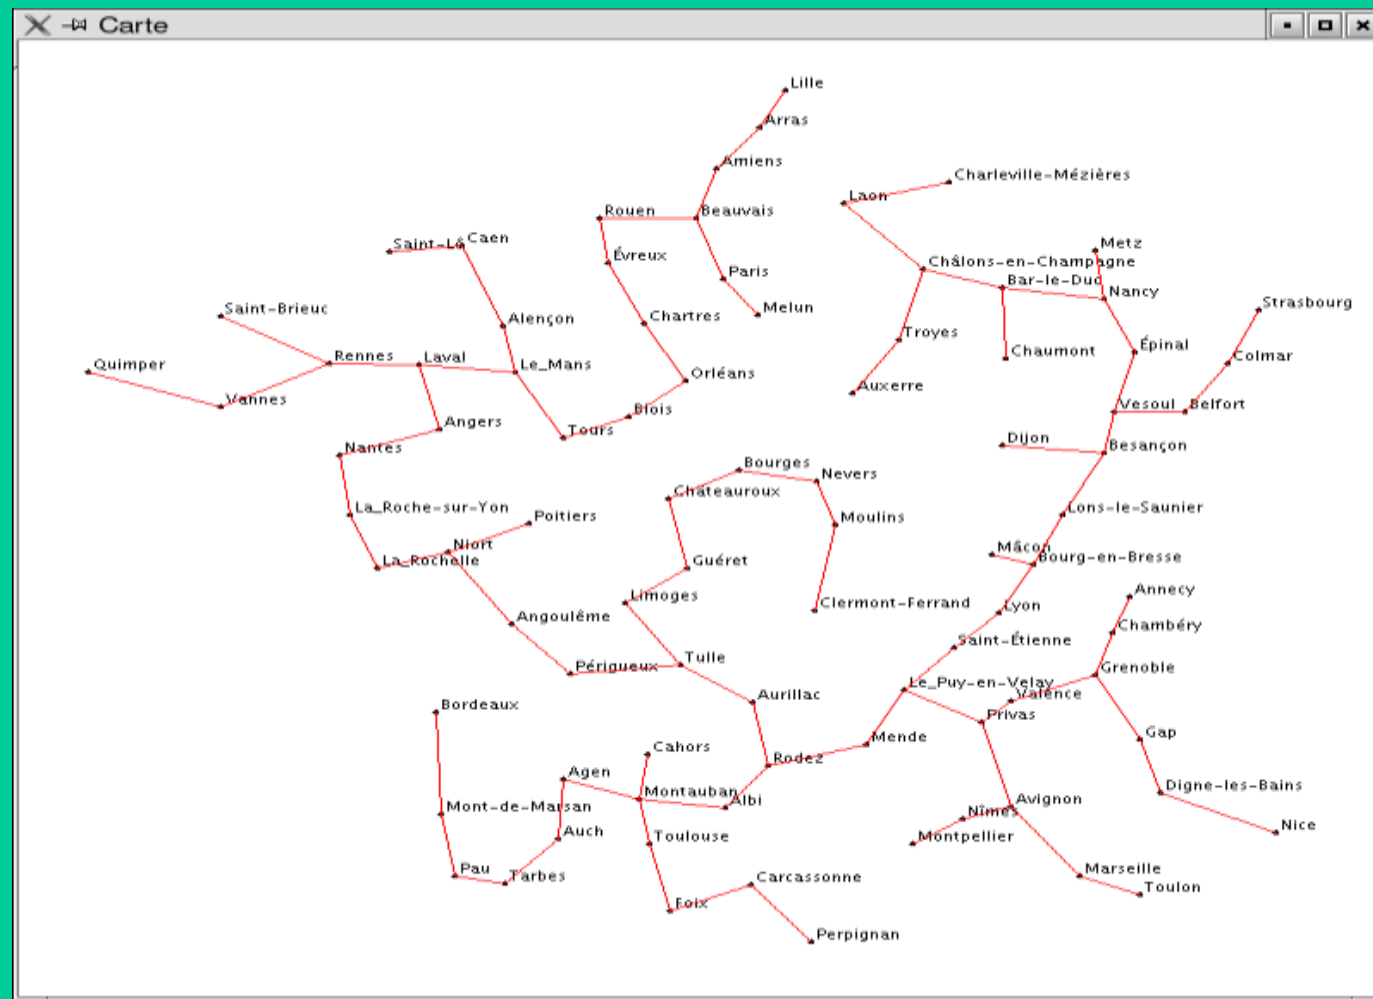 Carte
Lille
Arras
Amiens
Charleville-Mézières
Laon
Rouen
Beauvais
Saint-Lô
Caen
Metz
Évreux
Châlons-en-Champagne
Paris
Bar-le-Duc
Nancy
Strasbourg
Saint-Brieuc
Melun
Alençon
Chartres
Troyes
Épinal
Chaumont
Rennes
Laval
Colmar
Quimper
Le_Mans
Orléans
Auxerre
Vannes
Blois
Vesoul
Belfort
Angers
Tours
Dijon
Besançon
Nantes
Bourges
Nevers
Châteauroux
La_Roche-sur-Yon
Poitiers
Moulins
Lons-le-Saunier
Niort
Mâcon
La_Rochelle
Guéret
Bourg-en-Bresse
Annecy
Limoges
Clermont-Ferrand
Lyon
Angoulême
Chambéry
Saint-Étienne
Tulle
Périgueux
Grenoble
Le_Puy-en-Velay
Valence
Aurillac
Bordeaux
Privas
Gap
Mende
Cahors
Rodez
Agen
Digne-les-Bains
Montauban
Albi
Avignon
Mont-de-Marsan
Nîmes
Nice
Auch
Toulouse
Montpellier
Pau
Tarbes
Carcassonne
Marseille
Toulon
Foix
Perpignan